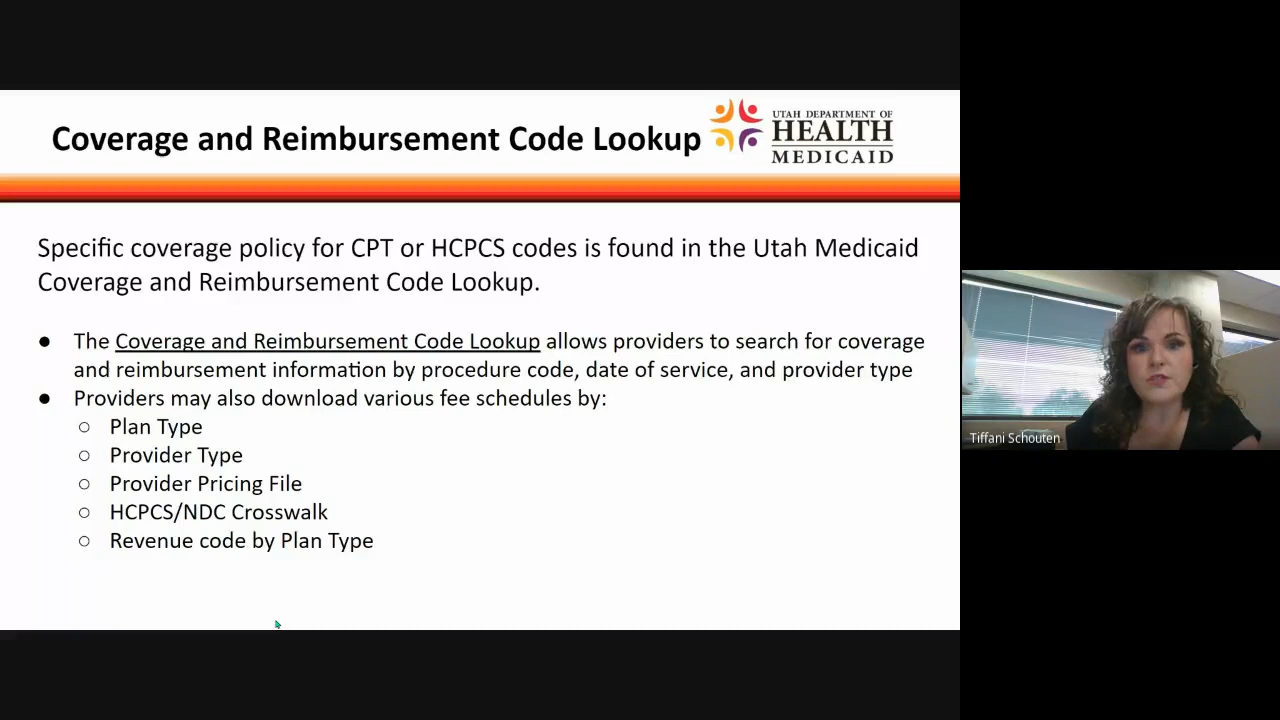 Coverage and Reimbursement Code Lookup
UTAH DEPARTMENT OF
HEALTH
MEDICAID
Specific coverage policy for CPT or HCPCS codes is found in the Utah Medicaid
Coverage and Reimbursement Code Lookup.
● The Coverage and Reimbursement Code Lookup allows providers to search for coverage
and reimbursement information by procedure code, date of service, and provider type
● Providers may also download various fee schedules by:
○ Plan Type
○ Provider Type
○ Provider Pricing File
○ HCPCS/NDC Crosswalk
○ Revenue code by Plan Type
Tiffani Schouten